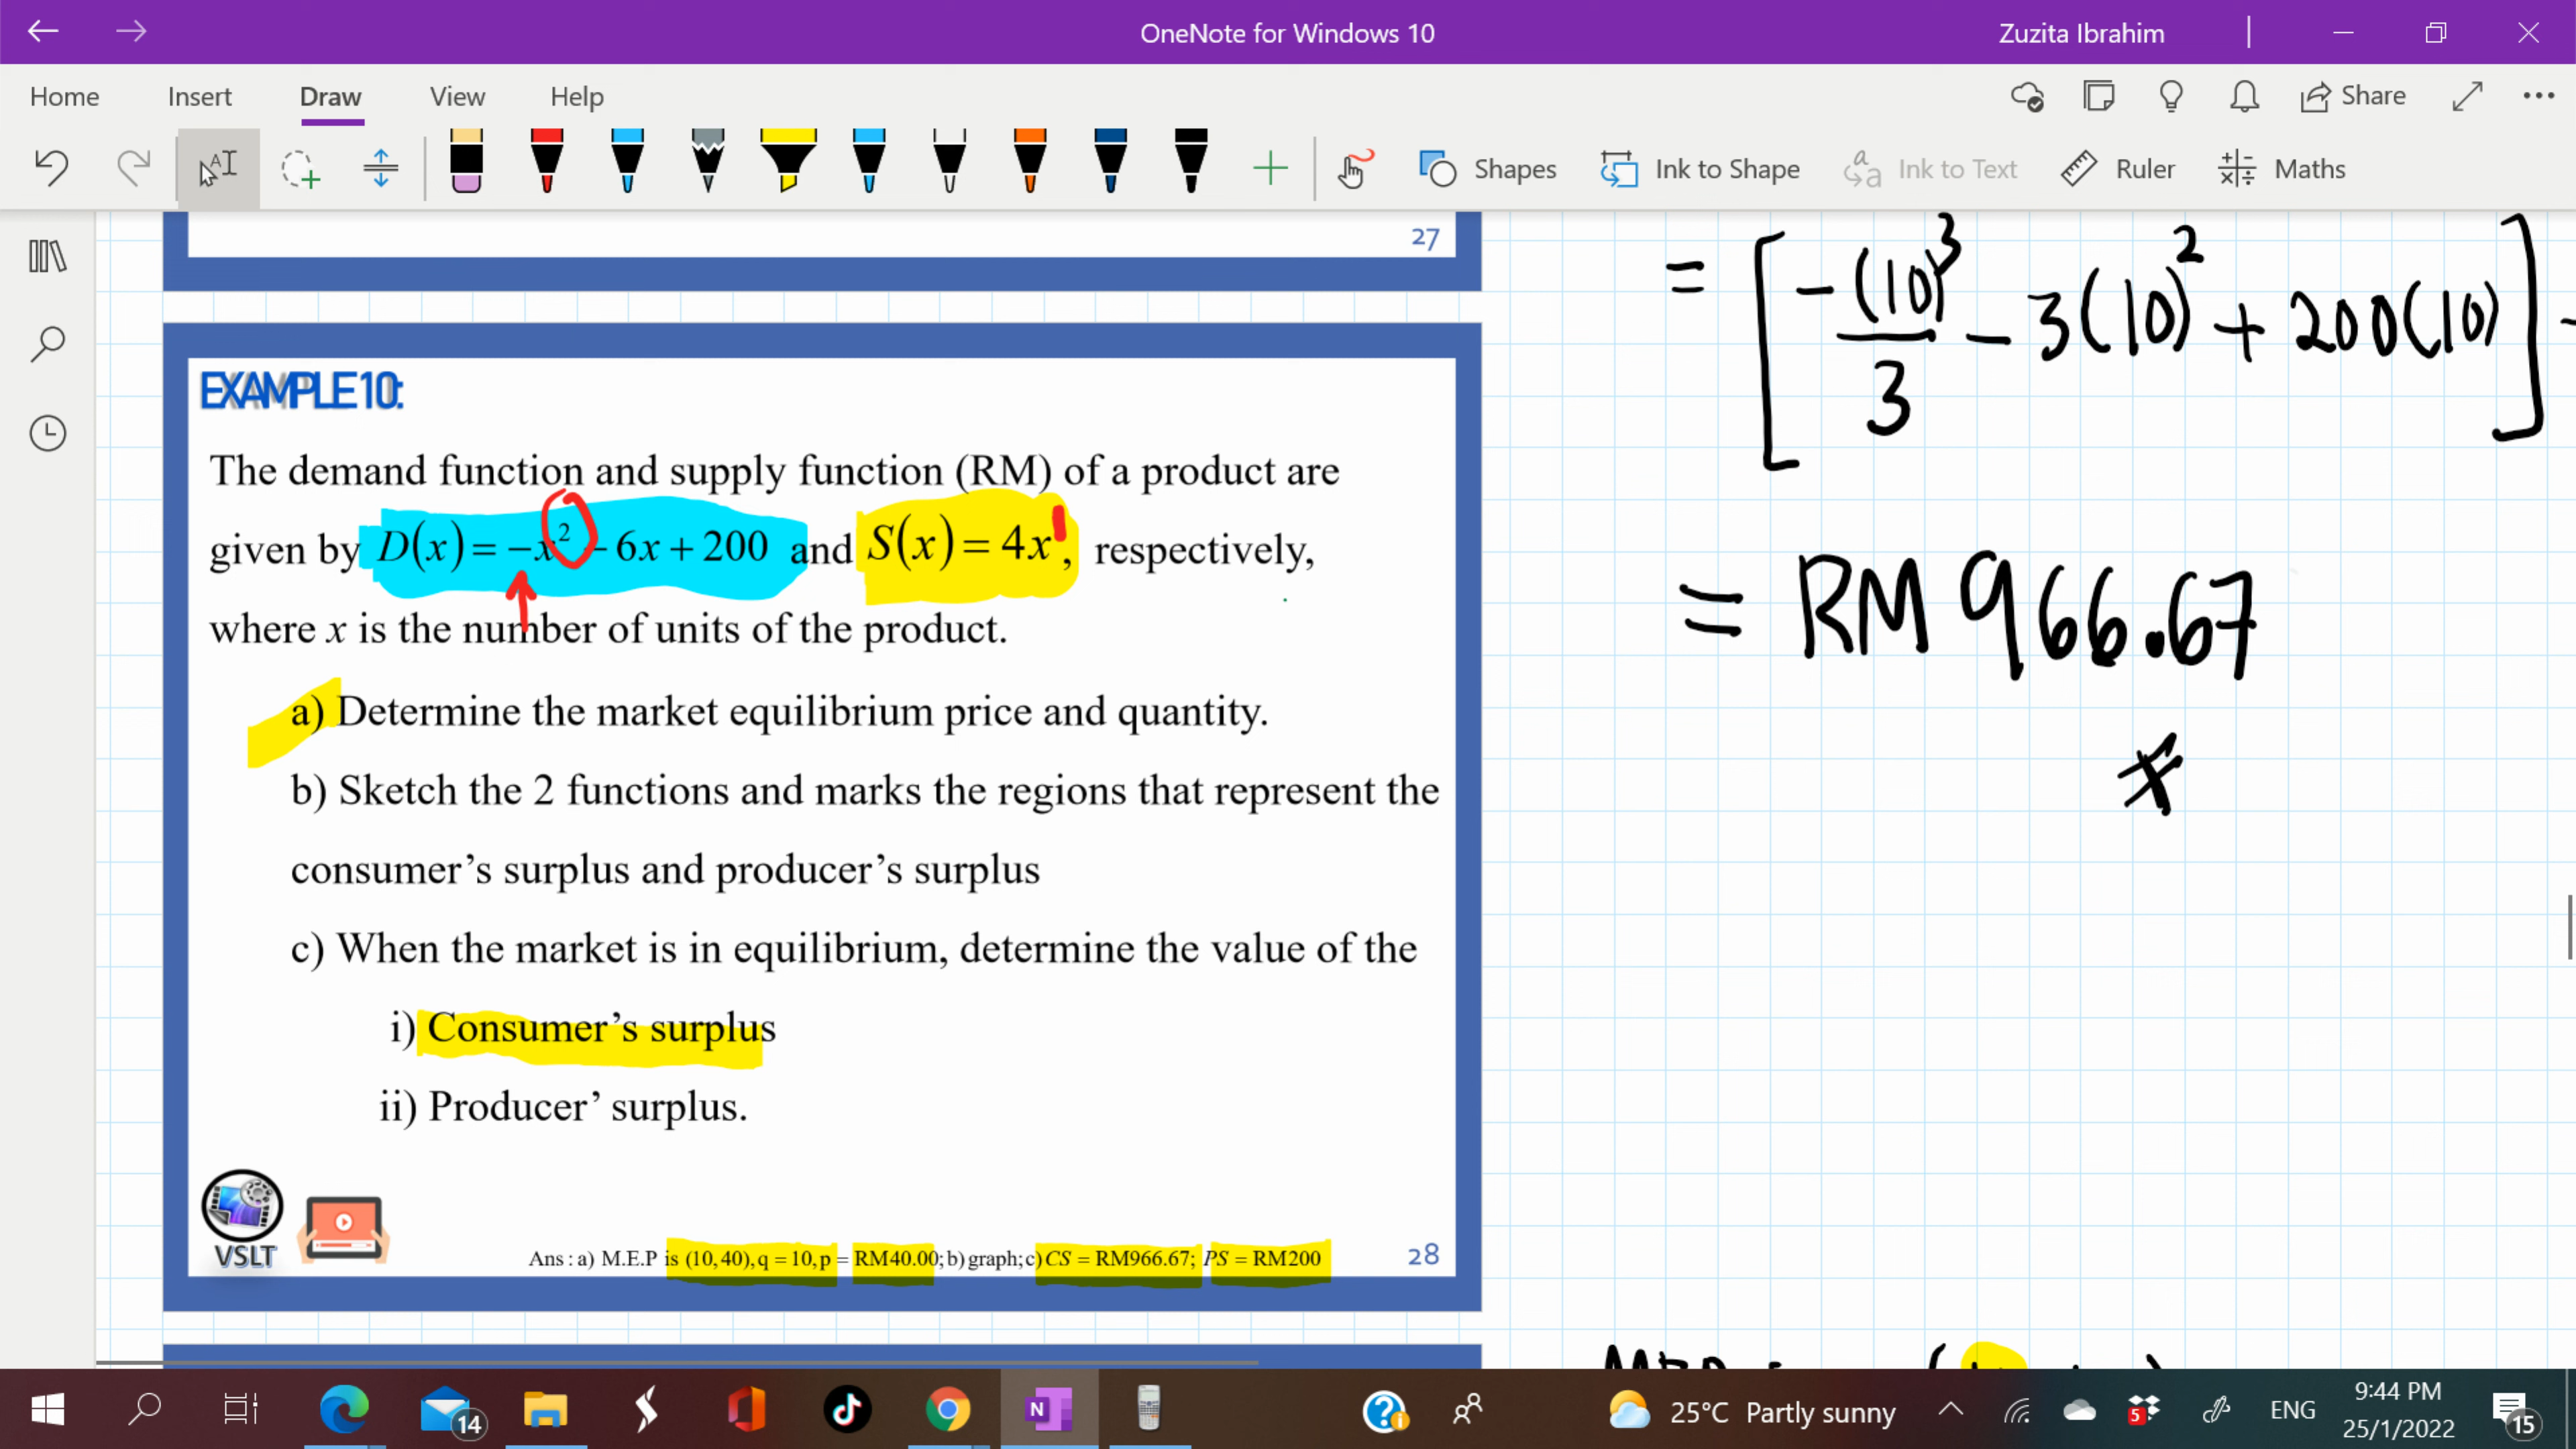 OneNote for Windows 10
Zuzita Ibrahim
Home Insert Draw View Help
Share
Shapes Ink to Shape Ink to Text Ruler Maths
27
= [-(10)³/3 - 3(10)² + 200(10)]
EXAMPLE 10:
The demand function and supply function (RM) of a product are
given by D(x) = -x² - 6x + 200 and S(x) = 4x, respectively,
where x is the number of units of the product.
= RM 966.67
a) Determine the market equilibrium price and quantity.
b) Sketch the 2 functions and marks the regions that represent the
consumer's surplus and producer's surplus
c) When the market is in equilibrium, determine the value of the
i) Consumer's surplus
ii) Producer' surplus.
VSLT
Ans : a) M.E.P is (10, 40), q = 10, p = RM40.00; b) graph; c) CS = RM966.67; PS = RM200
28
14
25°C Partly sunny
5
ENG
9:44 PM
25/1/2022
15